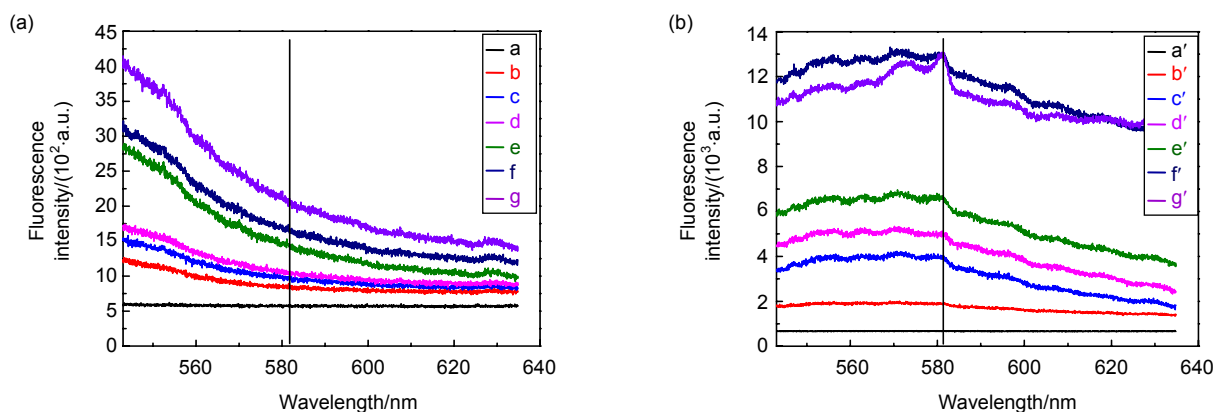 (a)
Fluorescence
intensity/(10²·a.u.)
45
40
35
30
25
20
15
10
5
0
560
580
600
620
640
Wavelength/nm
a
b
c
d
e
f
g
(b)
Fluorescence
intensity/(10³·a.u.)
14
12
10
8
6
4
2
0
560
580
600
620
640
Wavelength/nm
a′
b′
c′
d′
e′
f′
g′